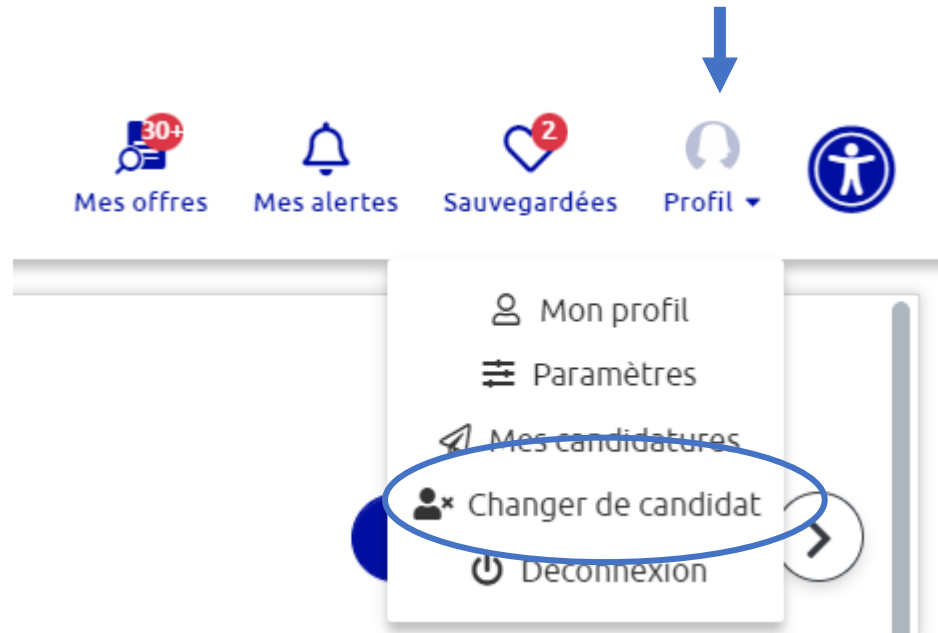 30+
2
Mes offres
Mes alertes
Sauvegardées
Profil
Mon profil
Paramètres
Mes candidatures
Changer de candidat
Déconnexion